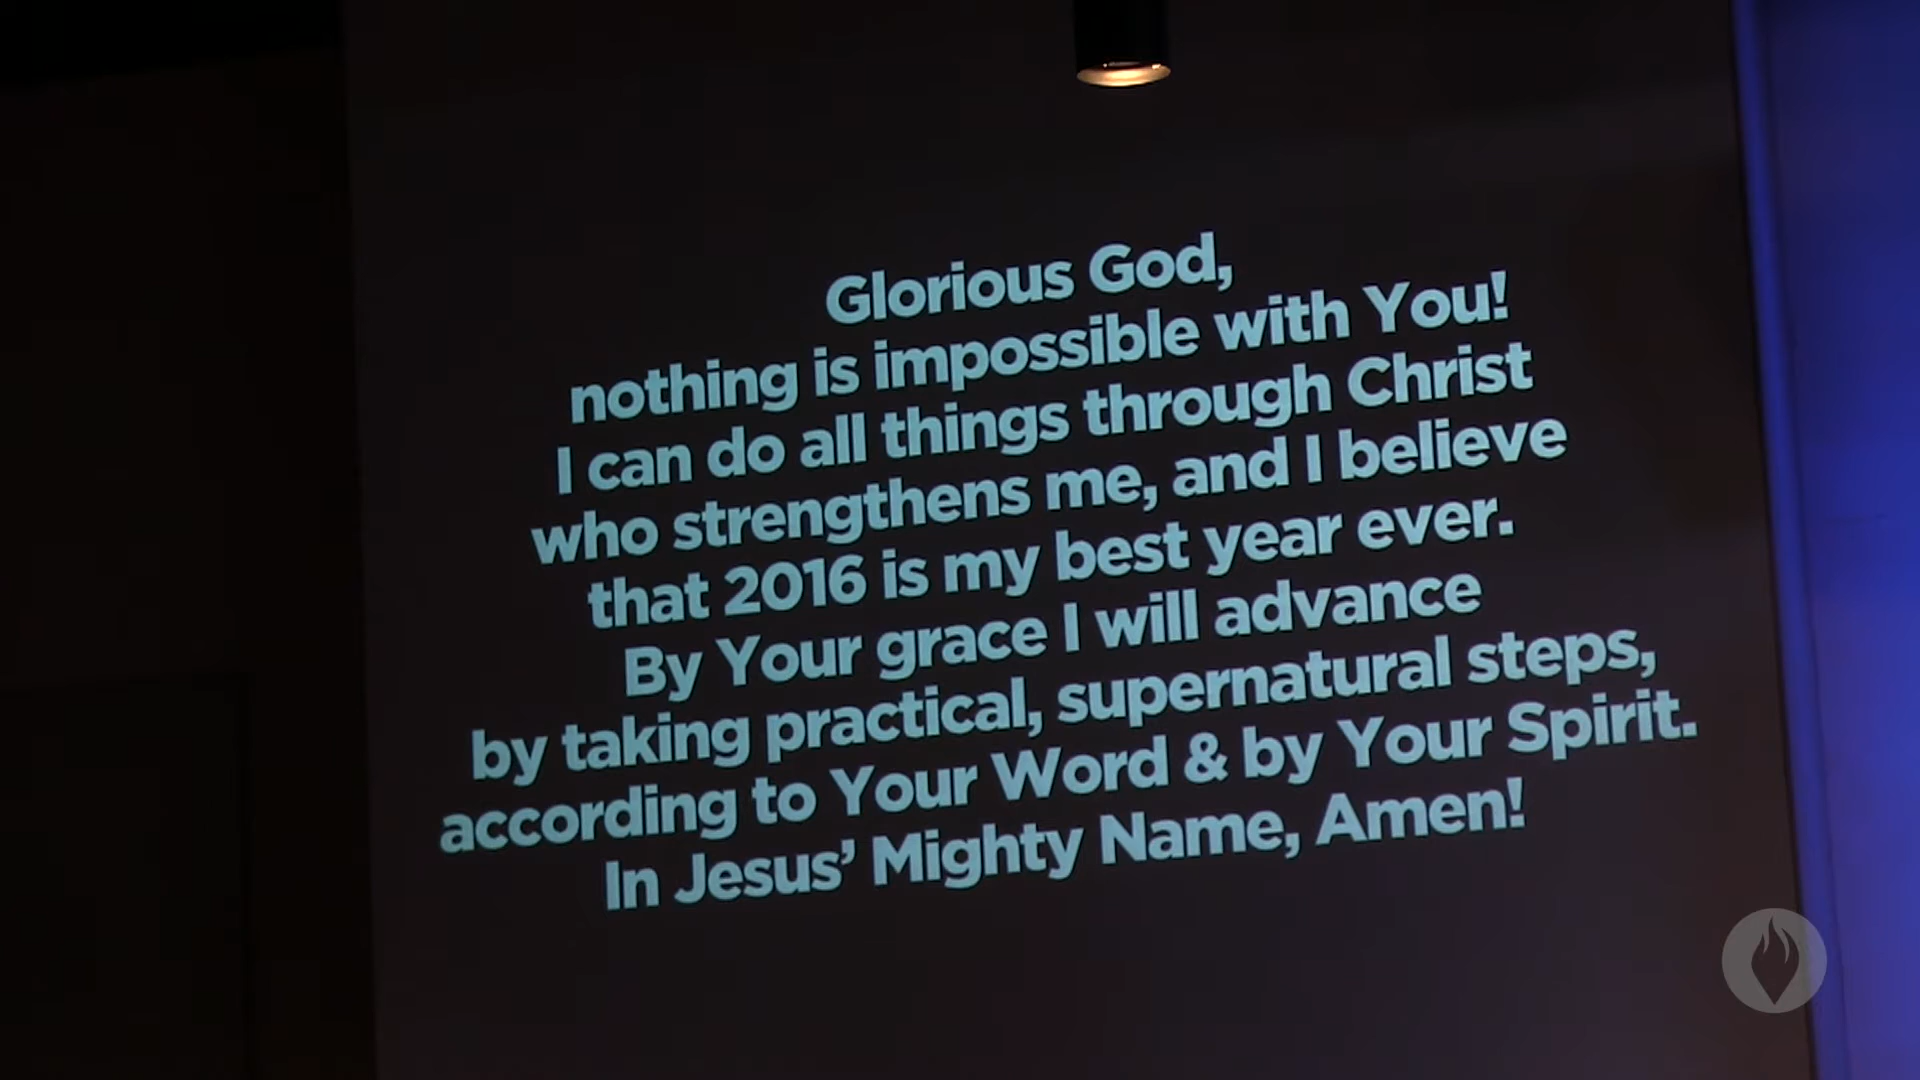 Glorious God,
nothing is impossible with You!
I can do all things through Christ
who strengthens me, and I believe
that 2016 is my best year ever.
By Your grace I will advance
by taking practical, supernatural steps,
according to Your Word & by Your Spirit.
In Jesus’ Mighty Name, Amen!